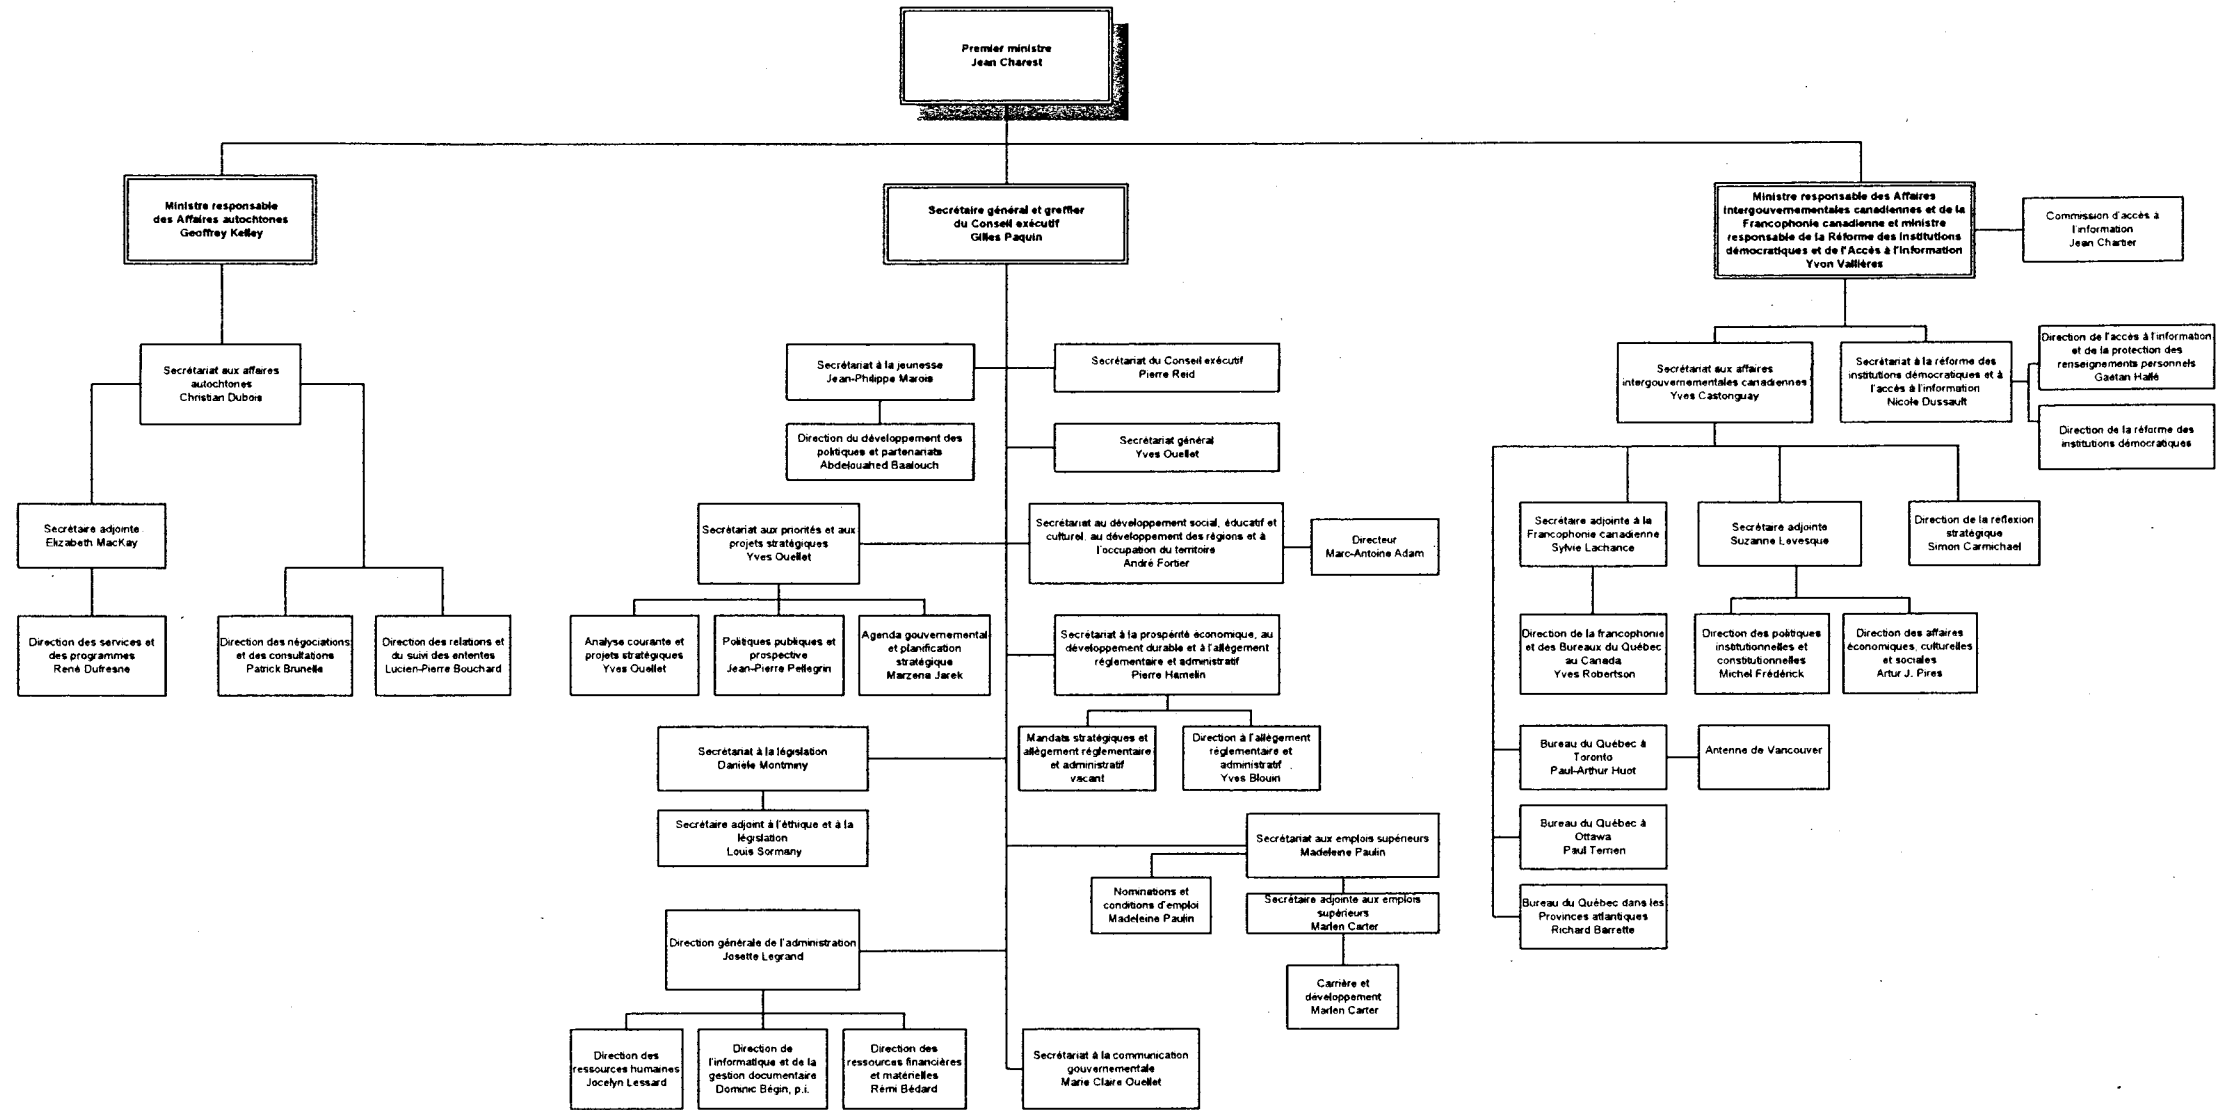 Premier ministre
Jean Charest
Ministre responsable
des Affaires autochtones
Geoffrey Kelley
Secrétaire général et greffier
du Conseil exécutif
Gilles Paquin
Ministre responsable des Affaires
intergouvernementales canadiennes et de la
Francophonie canadienne et ministre
responsable de la Réforme des Institutions
démocratiques et de l'Accès à l'Information
Yvon Vallières
Commission d'accès à
l'information
Jean Chartier
Secrétariat aux affaires
autochtones
Christian Dubois
Secrétaire adjointe
Elizabeth MacKay
Direction des services et
des programmes
René Dufresne
Direction des négociations
et des consultations
Patrick Brunelle
Direction des relations et
du suivi des ententes
Lucien-Pierre Bouchard
Secrétariat à la jeunesse
Jean-Philippe Marois
Direction du développement des
politiques et partenariats
Abdelouahed Baalouch
Secrétariat du Conseil exécutif
Pierre Reid
Secrétariat général
Yves Ouellet
Secrétariat aux priorités et aux
projets stratégiques
Yves Ouellet
Secrétariat au développement social, éducatif et
culturel, au développement des régions et à
l'occupation du territoire
André Fortier
Directeur
Marc-Antoine Adam
Analyse courante et
projets stratégiques
Yves Ouellet
Politiques publiques et
prospective
Jean-Pierre Pellegrin
Agenda gouvernemental
et planification
stratégique
Marzena Jarek
Secrétariat à la prospérité économique, au
développement durable et à l'allègement
réglementaire et administratif
Pierre Hamelin
Mandats stratégiques et
allègement réglementaire
et administratif
vacant
Direction à l'allègement
réglementaire et
administratif
Yves Blouin
Secrétariat à la législation
Danièle Montminy
Secrétaire adjoint à l'éthique et à la
législation
Louis Sormany
Secrétariat aux emplois supérieurs
Madeleine Paulin
Nominations et
conditions d'emploi
Madeleine Paulin
Secrétaire adjointe aux emplois
supérieurs
Marlen Carter
Carrière et
développement
Marlen Carter
Direction générale de l'administration
Josette Legrand
Direction des
ressources humaines
Jocelyn Lessard
Direction de
l'informatique et de la
gestion documentaire
Dominic Bégin, p.i.
Direction des
ressources financières
et matérielles
Rémi Bédard
Secrétariat à la communication
gouvernementale
Marie Claire Ouellet
Secrétariat aux affaires
intergouvernementales canadiennes
Yves Castonguay
Secrétariat à la réforme des
institutions démocratiques et à
l'accès à l'information
Nicole Dussault
Direction de l'accès à l'information
et de la protection des
renseignements personnels
Gaétan Hallé
Direction de la réforme des
institutions démocratiques
Secrétaire adjointe à la
Francophonie canadienne
Sylvie Lachance
Secrétaire adjointe
Suzanne Levesque
Direction de la réflexion
stratégique
Simon Carmichael
Direction de la francophonie
et des Bureaux du Québec
au Canada
Yves Robertson
Direction des politiques
institutionnelles et
constitutionnelles
Michel Frédérick
Direction des affaires
économiques, culturelles
et sociales
Artur J. Pires
Bureau du Québec à
Toronto
Paul-Arthur Huot
Antenne de Vancouver
Bureau du Québec à
Ottawa
Paul Terrien
Bureau du Québec dans les
Provinces atlantiques
Richard Barrette